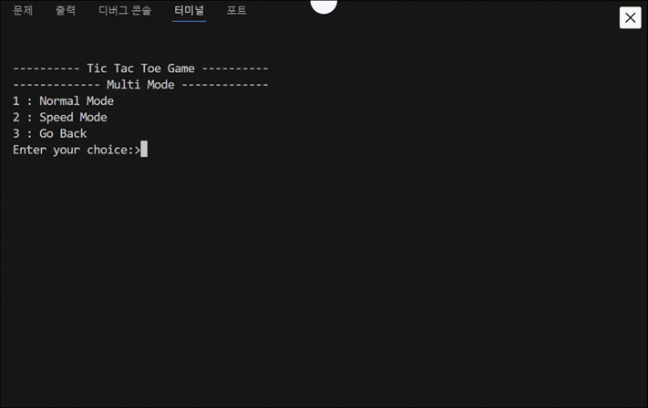 문제 출력 디버그 콘솔 터미널 포트
---------- Tic Tac Toe Game ----------
------------- Multi Mode -------------
1 : Normal Mode
2 : Speed Mode
3 : Go Back
Enter your choice:>